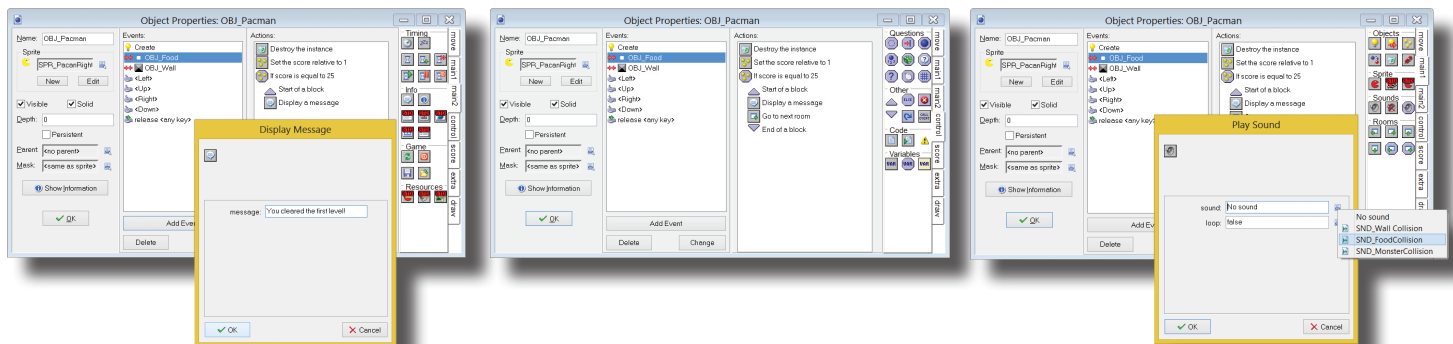 Object Properties: OBJ_Pacman
Name: OBJ_Pacman
Sprite
SPR_PacanRight
New Edit
Visible Solid
Depth: 0
Persistent
Parent <no parent>
Mask: <same as sprite>
Show Information
OK
Events:
Create
OBJ_Food
OBJ_Wall
<Left>
<Up>
<Right>
<Down>
release <any key>
Add Eve
Delete
Actions:
Destroy the instance
Set the score relative to 1
If score is equal to 25
Start of a block
Display a message
Timing
Info
Game
Resources
move
main1
main2
control
score
extra
draw
Display Message
message: You cleared the first level!
OK Cancel
Object Properties: OBJ_Pacman
Name: OBJ_Pacman
Sprite
SPR_PacanRight
New Edit
Visible Solid
Depth: 0
Persistent
Parent <no parent>
Mask: <same as sprite>
Show Information
OK
Events:
Create
OBJ_Food
OBJ_Wall
<Left>
<Up>
<Right>
<Down>
release <any key>
Add Event
Delete Change
Actions:
Destroy the instance
Set the score relative to 1
If score is equal to 25
Start of a block
Display a message
Go to next room
End of a block
Questions
Other
Code
Variables
VAR VAR VAR
move
main1
main2
control
score
extra
draw
Object Properties: OBJ_Pacman
Name: OBJ_Pacman
Sprite
SPR_PacanRight
New Edit
Visible Solid
Depth: 0
Persistent
Parent <no parent>
Mask: <same as sprite>
Show Information
OK
Events:
Create
OBJ_Food
OBJ_Wall
<Left>
<Up>
<Right>
<Down>
release <any key>
Add Ev
Delete
Actions:
Destroy the instance
Set the score relative to 1
If score is equal to 25
Start of a block
Display a message
Objects
Sprite
Sounds
Rooms
move
main1
main2
control
score
extra
Play Sound
sound: No sound
loop: false
OK Cancel
No sound
SND_Wall Collision
SND_FoodCollision
SND_MonsterCollision